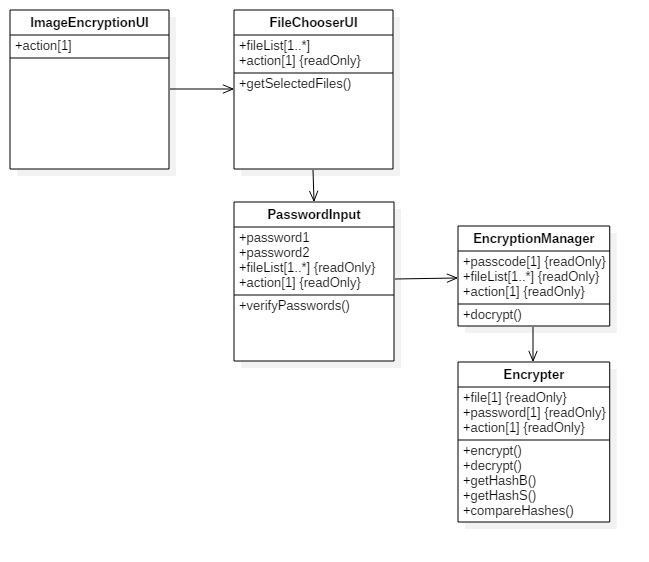 ImageEncryptionUI
+action[1]
FileChooserUI
+fileList[1..*]
+action[1] {readOnly}
+getSelectedFiles()
PasswordInput
+password1
+password2
+fileList[1..*] {readOnly}
+action[1] {readOnly}
+verifyPasswords()
EncryptionManager
+passcode[1] {readOnly}
+fileList[1..*] {readOnly}
+action[1] {readOnly}
+docrypt()
Encrypter
+file[1] {readOnly}
+password[1] {readOnly}
+action[1] {readOnly}
+encrypt()
+decrypt()
+getHashB()
+getHashS()
+compareHashes()